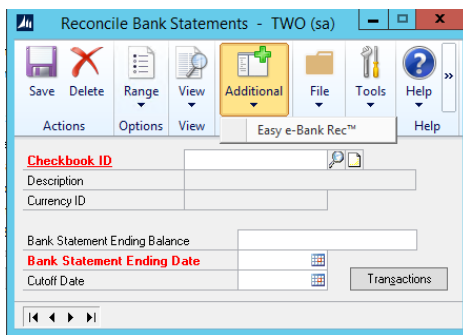 Reconcile Bank Statements - TWO (sa)
Save Delete Range View Additional File Tools Help »
Actions Options View Help
Easy e-Bank Rec™
Checkbook ID
Description
Currency ID
Bank Statement Ending Balance
Bank Statement Ending Date
Cutoff Date
Transactions